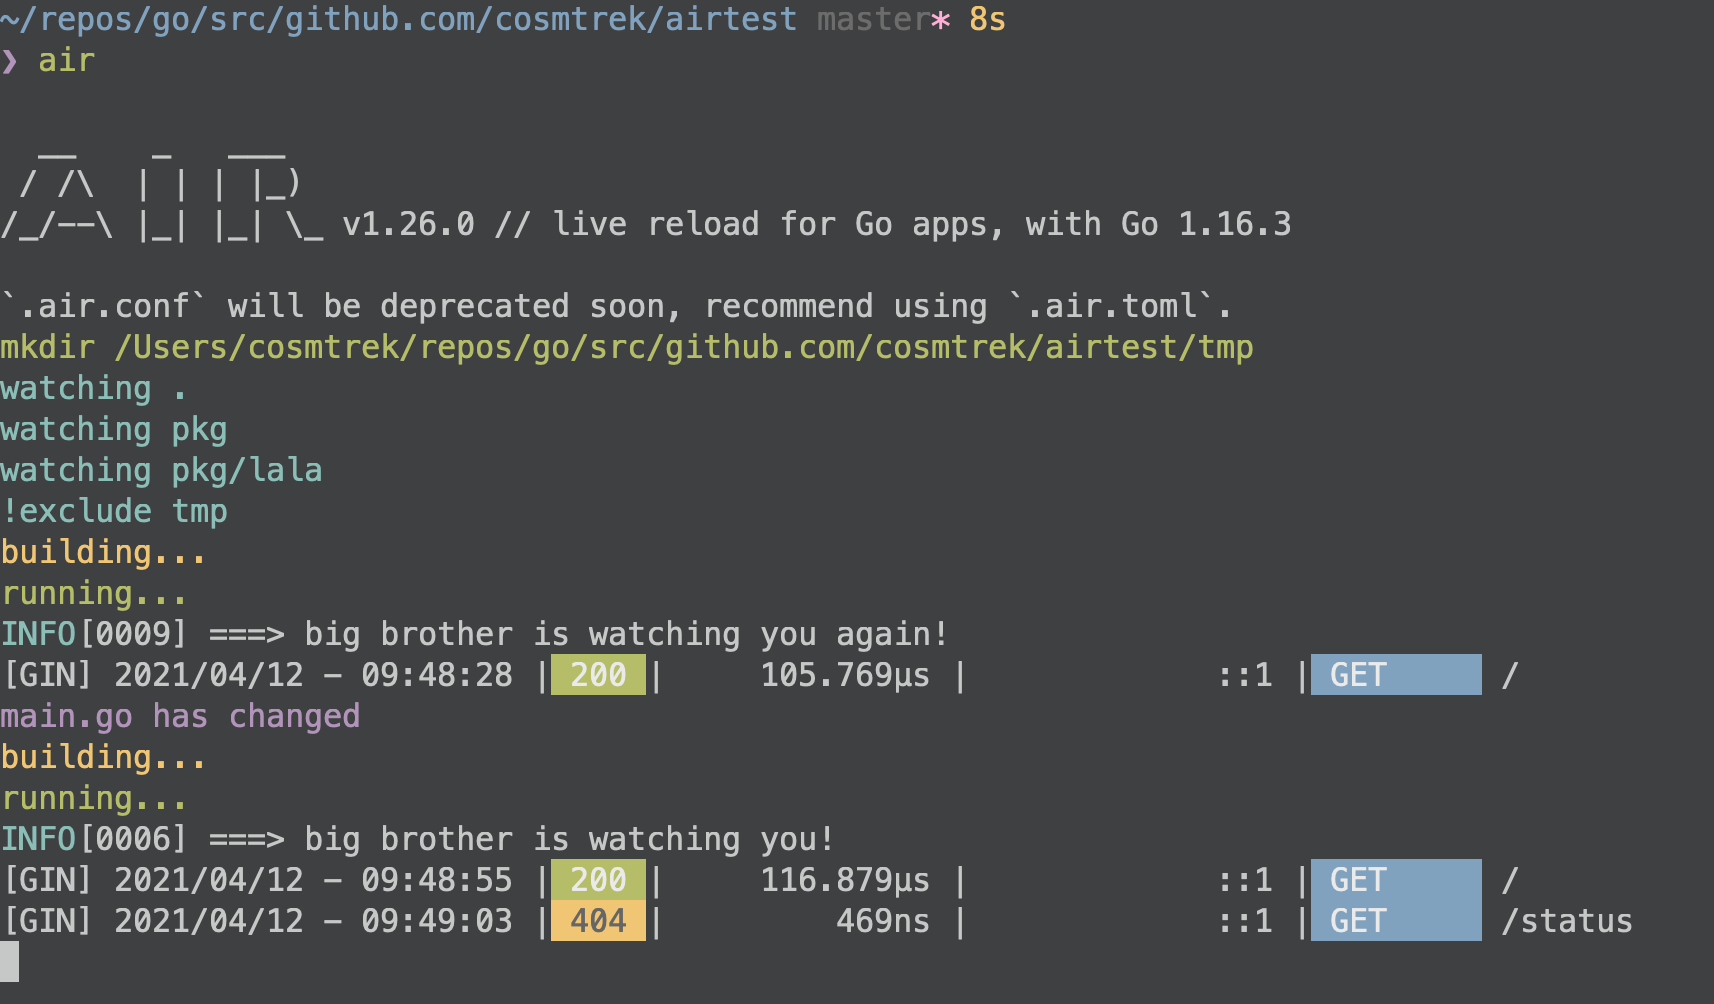 ~/repos/go/src/github.com/cosmtrek/airtest master* 8s
❯ air
  __    _   ___
 / /\  | | | |_)
/_/--\ |_| |_| \_ v1.26.0 // live reload for Go apps, with Go 1.16.3
`.air.conf` will be deprecated soon, recommend using `.air.toml`.
mkdir /Users/cosmtrek/repos/go/src/github.com/cosmtrek/airtest/tmp
watching .
watching pkg
watching pkg/lala
!exclude tmp
building...
running...
INFO[0009] ===> big brother is watching you again!
[GIN] 2021/04/12 - 09:48:28 | 200 |     105.769µs |             ::1 | GET      /
main.go has changed
building...
running...
INFO[0006] ===> big brother is watching you!
[GIN] 2021/04/12 - 09:48:55 | 200 |     116.879µs |             ::1 | GET      /
[GIN] 2021/04/12 - 09:49:03 | 404 |         469ns |             ::1 | GET      /status